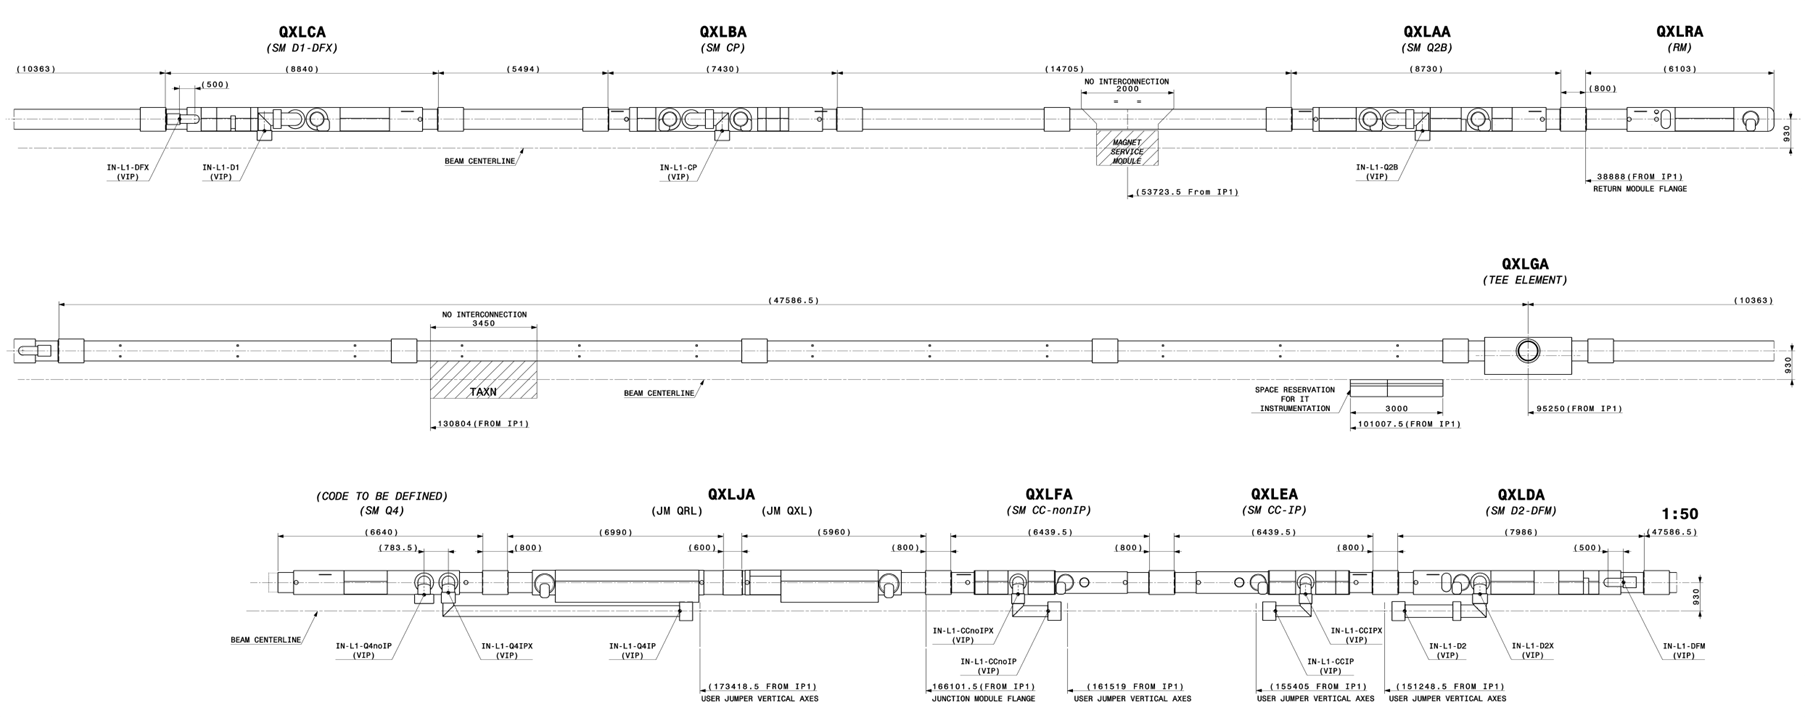 QXLCA
(SM D1-DFX)
QXLBA
(SM CP)
QXLAA
(SM Q2B)
QXLRA
(RM)
(10363)
(8840)
(5494)
(7430)
(14705)
(8730)
(6103)
(500)
NO INTERCONNECTION
2000
= =
(800)
930
MAGNET
SERVICE
MODULE
BEAM CENTERLINE
IN-L1-DFX
(VIP)
IN-L1-D1
(VIP)
IN-L1-CP
(VIP)
IN-L1-Q2B
(VIP)
38888(FROM IP1)
RETURN MODULE FLANGE
(53723.5 From IP1)
QXLGA
(TEE ELEMENT)
(47586.5)
(10363)
NO INTERCONNECTION
3450
930
TAXN
BEAM CENTERLINE
SPACE RESERVATION
FOR IT
INSTRUMENTATION
3000
95250(FROM IP1)
130804(FROM IP1)
101007.5(FROM IP1)
(CODE TO BE DEFINED)
(SM Q4)
QXLJA
(JM QRL)
(JM QXL)
QXLFA
(SM CC-nonIP)
QXLEA
(SM CC-IP)
QXLDA
(SM D2-DFM)
1:50
(6640)
(6990)
(5960)
(6439.5)
(6439.5)
(7986)
(47586.5)
(783.5)
(800)
(600)
(800)
(800)
(800)
(500)
930
BEAM CENTERLINE
IN-L1-Q4noIP
(VIP)
IN-L1-Q4IPX
(VIP)
IN-L1-Q4IP
(VIP)
IN-L1-CCnoIPX
(VIP)
IN-L1-CCnoIP
(VIP)
IN-L1-CCIPX
(VIP)
IN-L1-CCIP
(VIP)
IN-L1-D2
(VIP)
IN-L1-D2X
(VIP)
IN-L1-DFM
(VIP)
(173418.5 FROM IP1)
USER JUMPER VERTICAL AXES
166101.5(FROM IP1)
JUNCTION MODULE FLANGE
(161519 FROM IP1)
USER JUMPER VERTICAL AXES
(155405 FROM IP1)
USER JUMPER VERTICAL AXES
(151248.5 FROM IP1)
USER JUMPER VERTICAL AXES